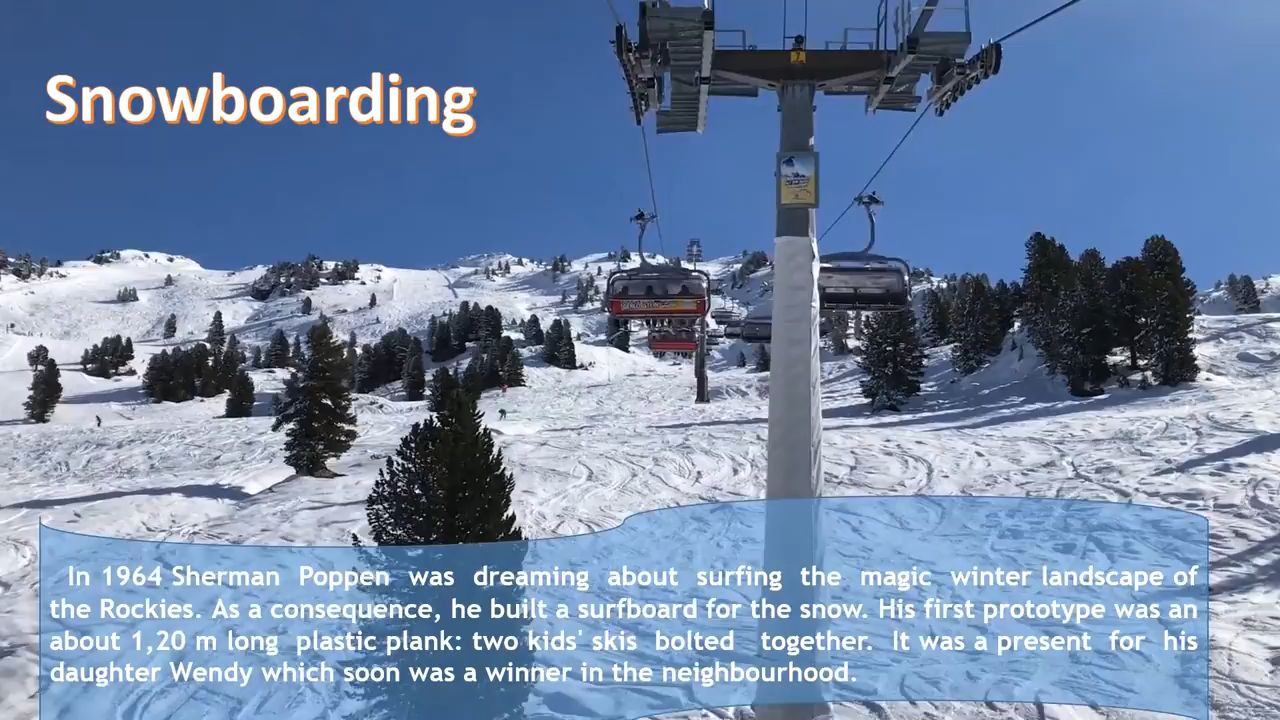 Snowboarding
In 1964 Sherman Poppen was dreaming about surfing the magic winter landscape of
the Rockies. As a consequence, he built a surfboard for the snow. His first prototype was an
about 1,20 m long plastic plank: two kids' skis bolted together. It was a present for his
daughter Wendy which soon was a winner in the neighbourhood.